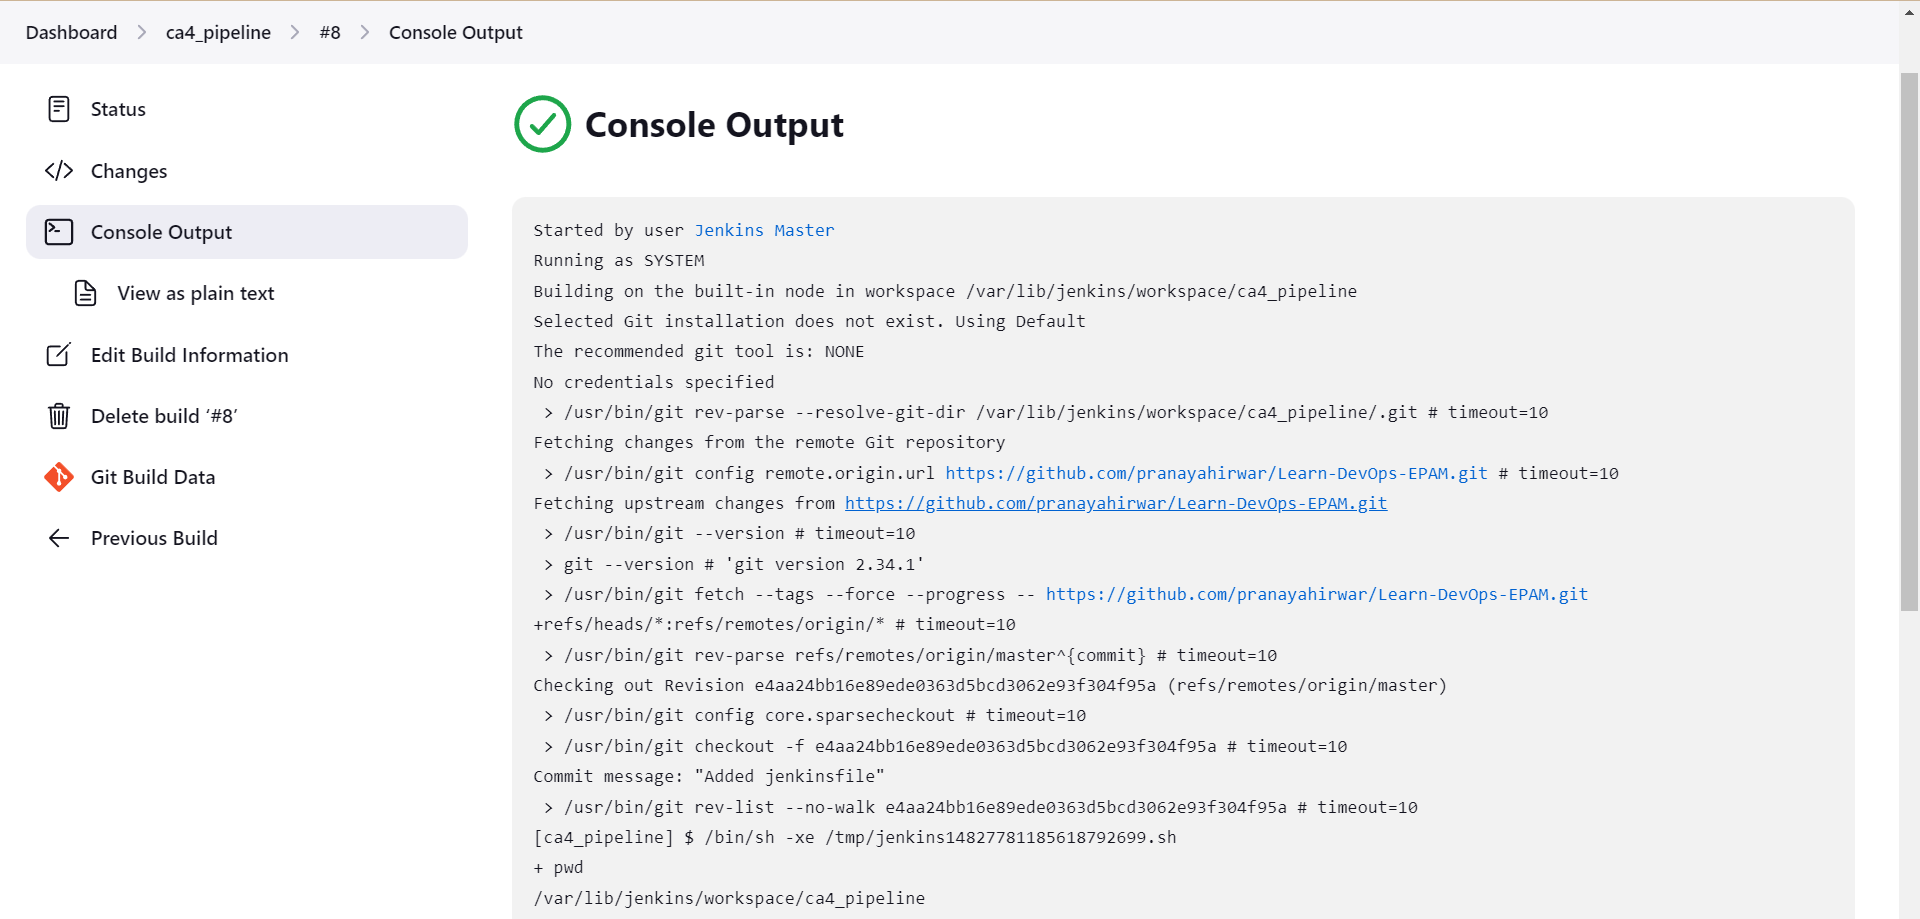 Dashboard > ca4_pipeline > #8 > Console Output
Status
Changes
Console Output
View as plain text
Edit Build Information
Delete build ‘#8’
Git Build Data
Previous Build
Console Output
Started by user Jenkins Master
Running as SYSTEM
Building on the built-in node in workspace /var/lib/jenkins/workspace/ca4_pipeline
Selected Git installation does not exist. Using Default
The recommended git tool is: NONE
No credentials specified
> /usr/bin/git rev-parse --resolve-git-dir /var/lib/jenkins/workspace/ca4_pipeline/.git # timeout=10
Fetching changes from the remote Git repository
> /usr/bin/git config remote.origin.url https://github.com/pranayahirwar/Learn-DevOps-EPAM.git # timeout=10
Fetching upstream changes from https://github.com/pranayahirwar/Learn-DevOps-EPAM.git
> /usr/bin/git --version # timeout=10
> git --version # 'git version 2.34.1'
> /usr/bin/git fetch --tags --force --progress -- https://github.com/pranayahirwar/Learn-DevOps-EPAM.git
+refs/heads/*:refs/remotes/origin/* # timeout=10
> /usr/bin/git rev-parse refs/remotes/origin/master^{commit} # timeout=10
Checking out Revision e4aa24bb16e89ede0363d5bcd3062e93f304f95a (refs/remotes/origin/master)
> /usr/bin/git config core.sparsecheckout # timeout=10
> /usr/bin/git checkout -f e4aa24bb16e89ede0363d5bcd3062e93f304f95a # timeout=10
Commit message: "Added jenkinsfile"
> /usr/bin/git rev-list --no-walk e4aa24bb16e89ede0363d5bcd3062e93f304f95a # timeout=10
[ca4_pipeline] $ /bin/sh -xe /tmp/jenkins14827781185618792699.sh
+ pwd
/var/lib/jenkins/workspace/ca4_pipeline